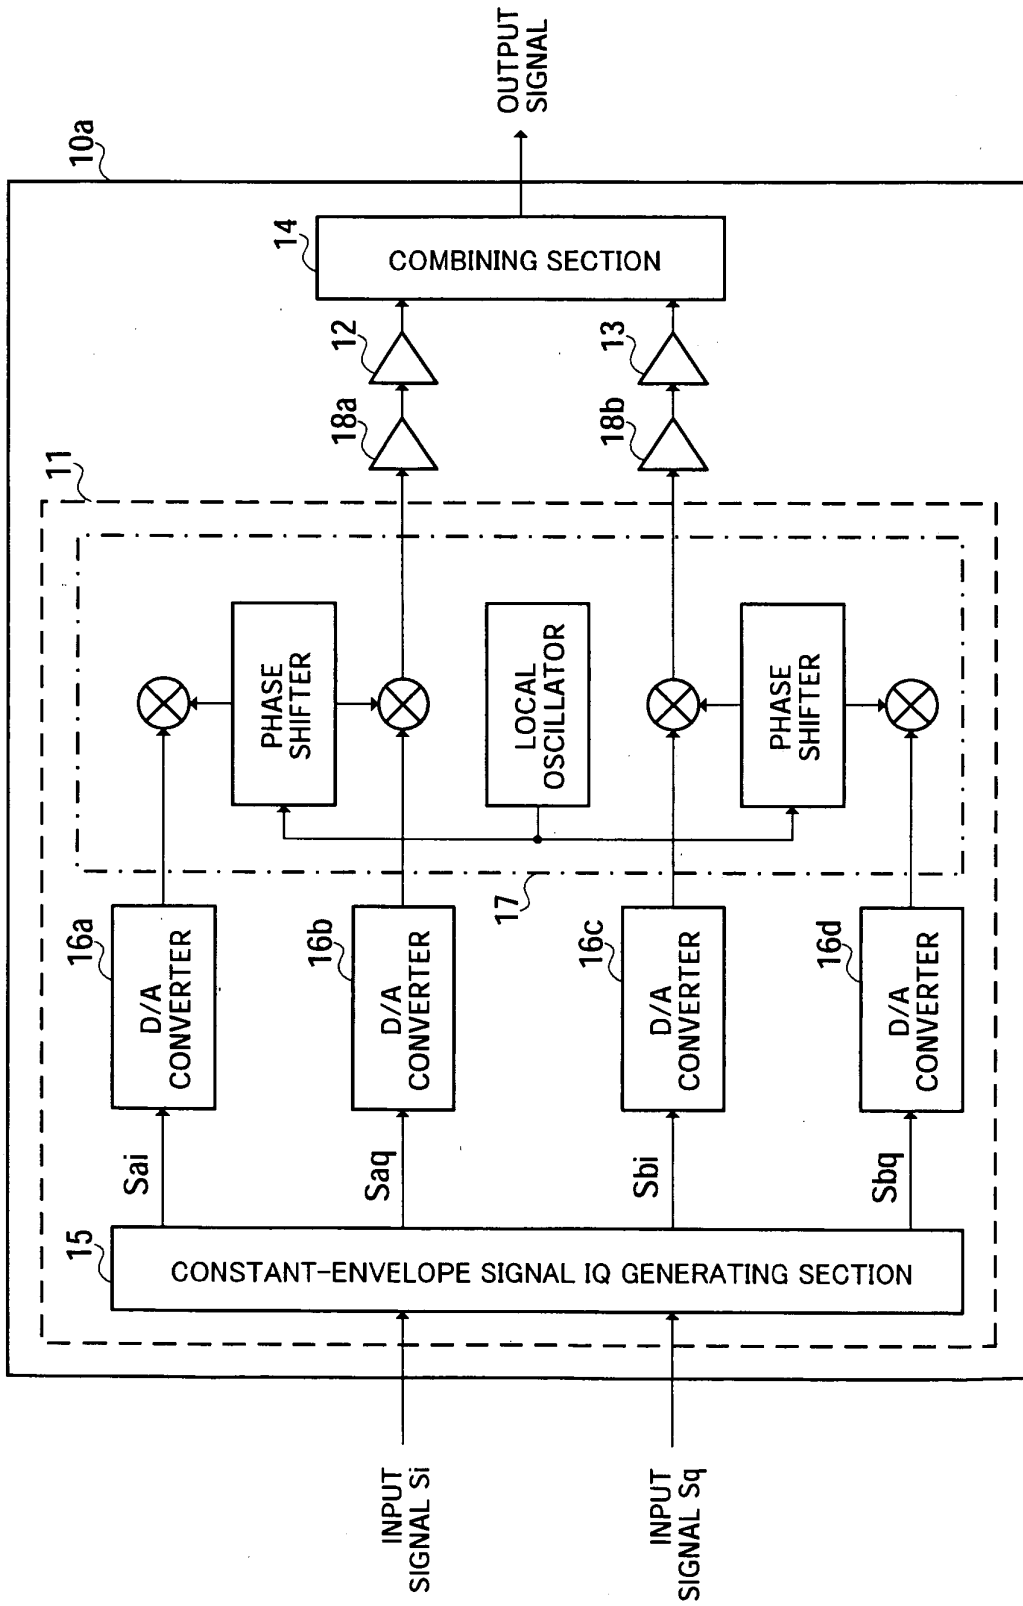 10a
11
15
CONSTANT-ENVELOPE SIGNAL IQ GENERATING SECTION
INPUT
SIGNAL Si
INPUT
SIGNAL Sq
Sai
Saq
Sbi
Sbq
16a
D/A
CONVERTER
16b
D/A
CONVERTER
16c
D/A
CONVERTER
16d
D/A
CONVERTER
17
PHASE
SHIFTER
LOCAL
OSCILLATOR
PHASE
SHIFTER
18a
12
18b
13
14
COMBINING SECTION
OUTPUT
SIGNAL